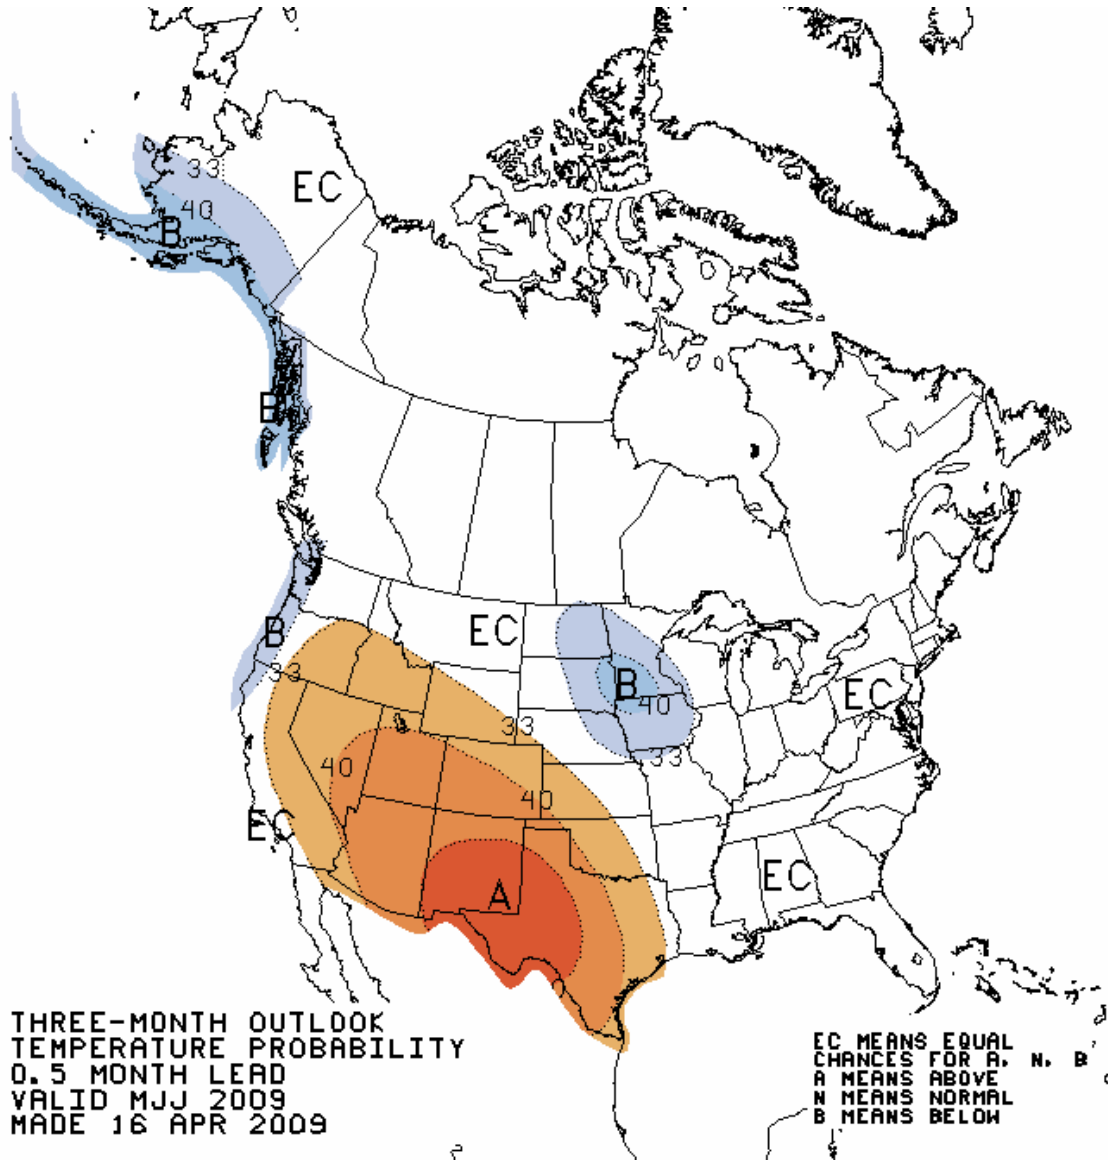 33
EC
40
B
B
EC
B
33
B
40
EC
33
33
40
40
EC
A
EC
THREE-MONTH OUTLOOK
TEMPERATURE PROBABILITY
0.5 MONTH LEAD
VALID MJJ 2009
MADE 16 APR 2009
EC MEANS EQUAL
CHANCES FOR A, N, B
A MEANS ABOVE
N MEANS NORMAL
B MEANS BELOW